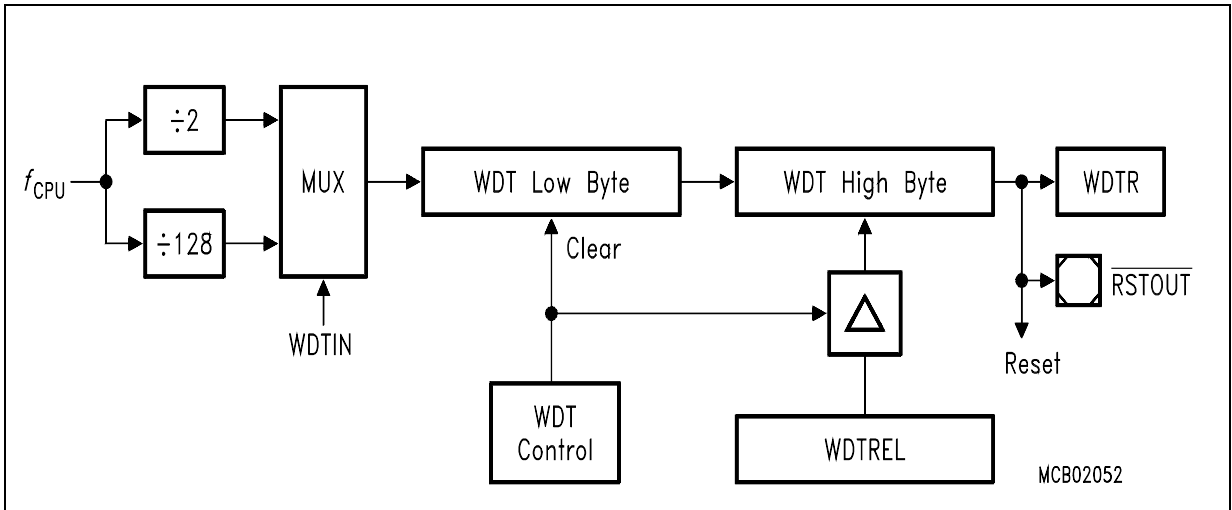 ÷2
fCPU
MUX
WDT Low Byte
WDT High Byte
WDTR
÷128
Clear
RSTOUT
WDTIN
Reset
WDT
Control
WDTREL
MCB02052